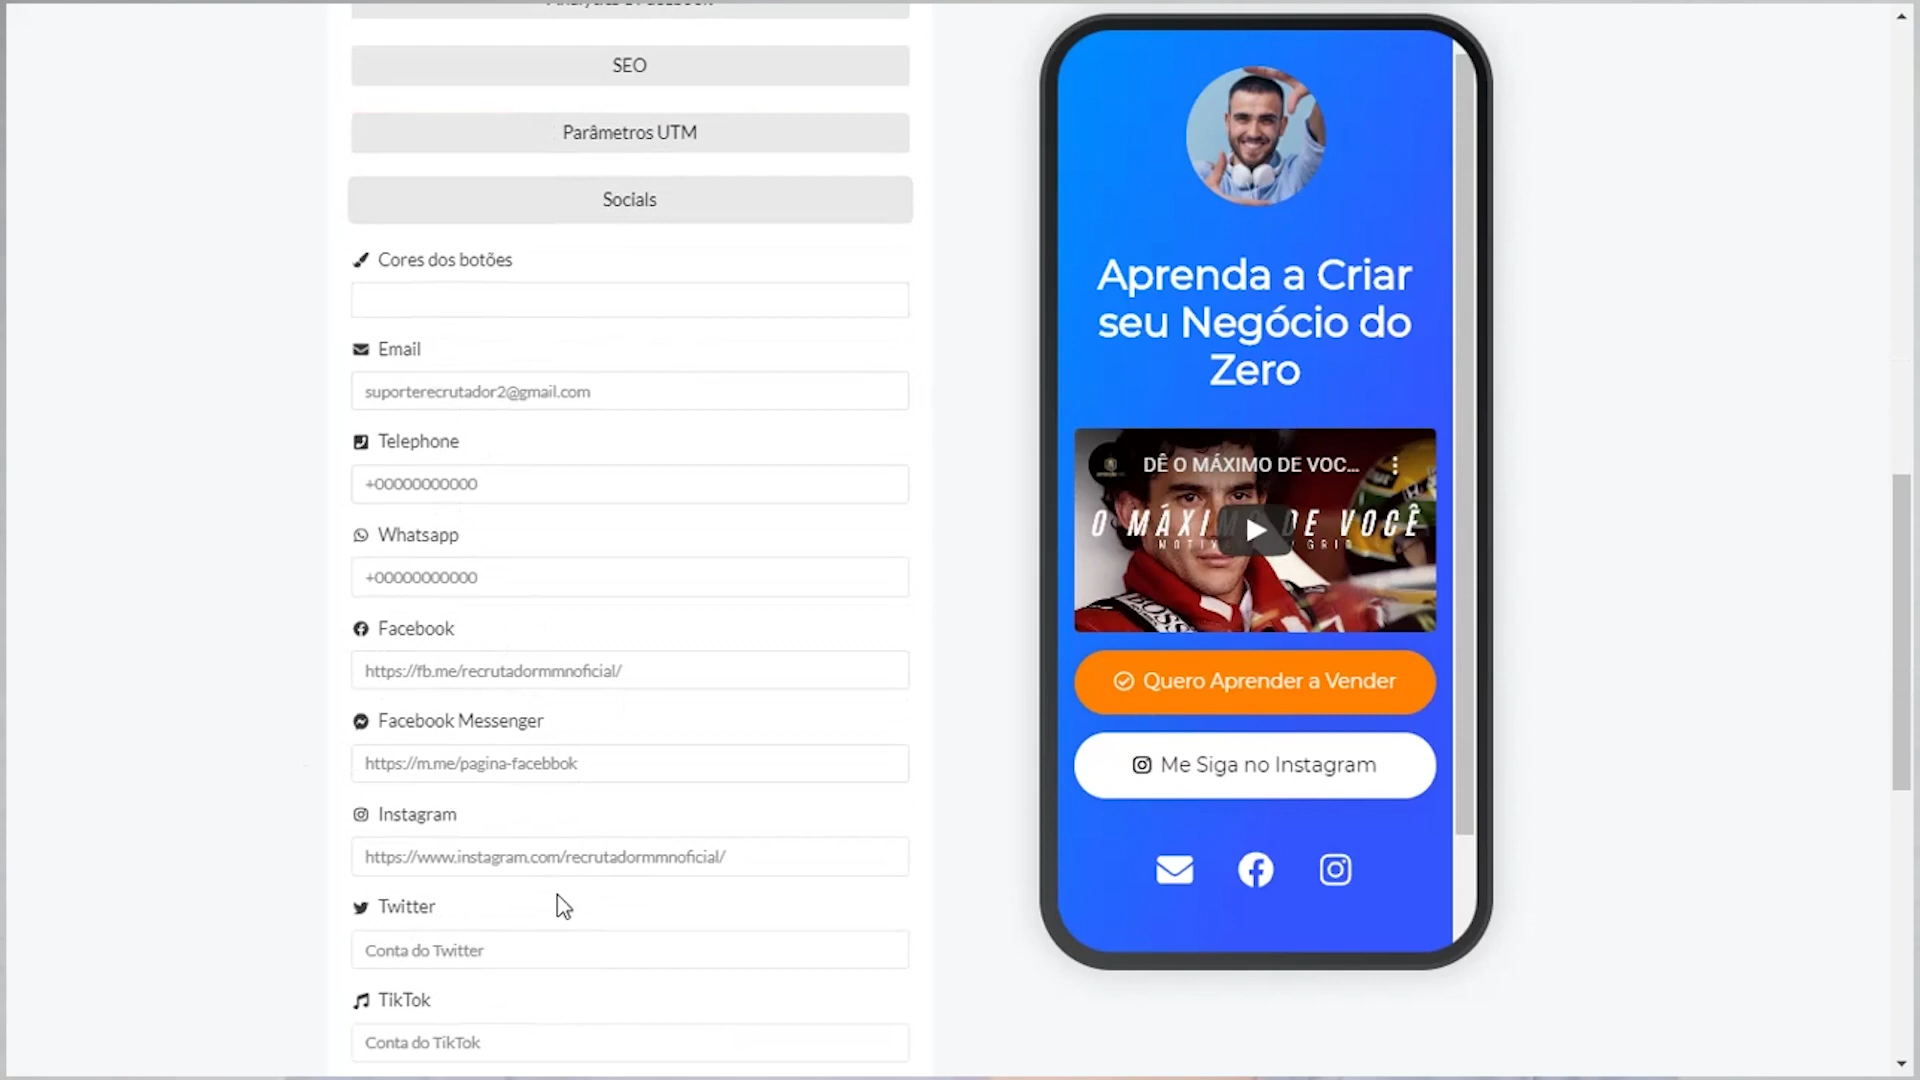 SEO
Parâmetros UTM
Socials
Cores dos botões
Email
suporterecrutador2@gmail.com
Telephone
+00000000000
Whatsapp
+00000000000
Facebook
https://fb.me/recrutadormmnoficial/
Facebook Messenger
https://m.me/pagina-facebbok
Instagram
https://www.instagram.com/recrutadormmnoficial/
Twitter
Conta do Twitter
TikTok
Conta do TikTok
Aprenda a Criar
seu Negócio do
Zero
DÊ O MÁXIMO DE VOC...
O MÁXI DE VOCÊ
Quero Aprender a Vender
Me Siga no Instagram